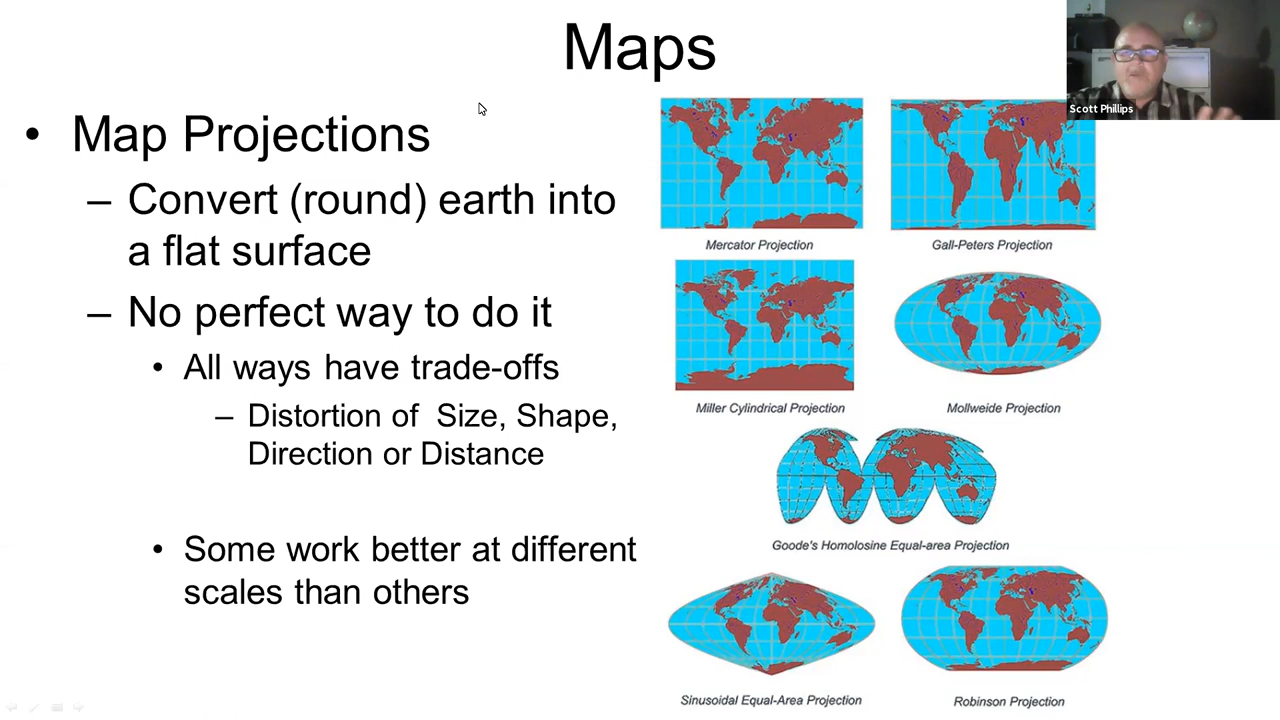 Maps
Scott Phillips
• Map Projections
– Convert (round) earth into
a flat surface
– No perfect way to do it
• All ways have trade-offs
– Distortion of Size, Shape,
Direction or Distance
• Some work better at different
scales than others
Mercator Projection
Gall-Peters Projection
Miller Cylindrical Projection
Mollweide Projection
Goode's Homolosine Equal-area Projection
Sinusoidal Equal-Area Projection
Robinson Projection